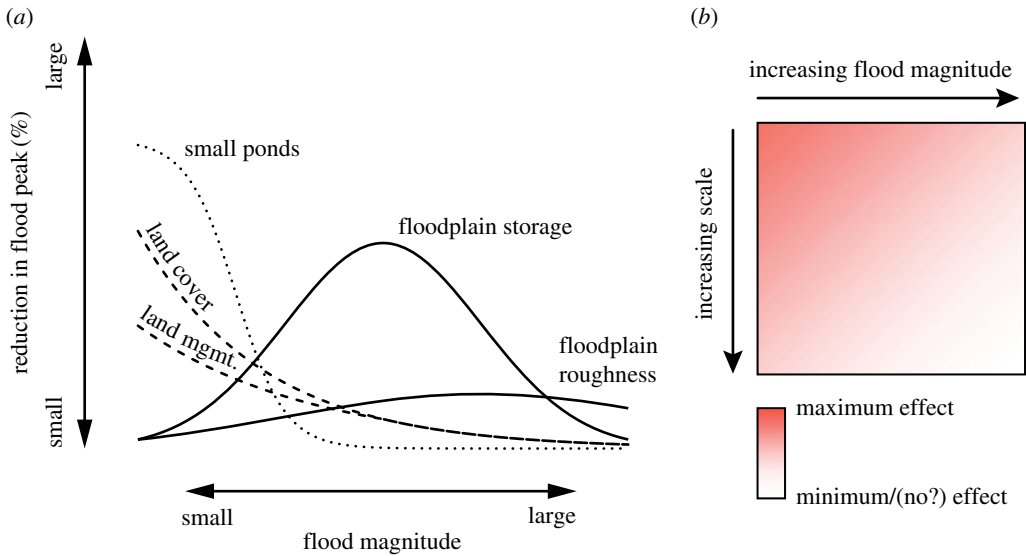 (a)
large
reduction in flood peak (%)
small
small ponds
land cover
land mgmt.
floodplain storage
floodplain
roughness
small
large
flood magnitude
(b)
increasing flood magnitude
increasing scale
maximum effect
minimum/(no?) effect